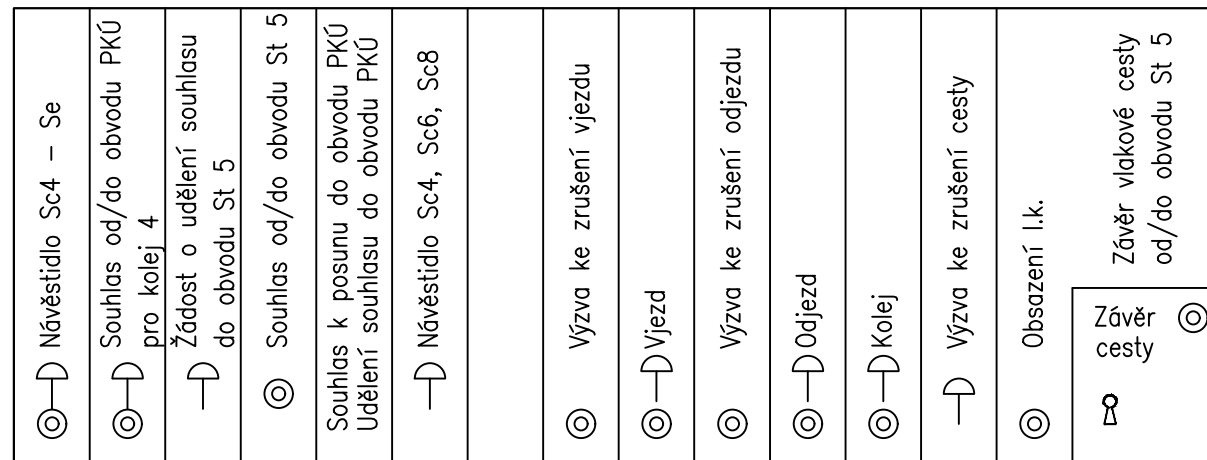 Návěstidlo Sc4 – Se
Souhlas od/do obvodu PKÚ
pro kolej 4
Žádost o udělení souhlasu
do obvodu St 5
Souhlas od/do obvodu St 5
Souhlas k posunu do obvodu PKÚ
Udělení souhlasu do obvodu PKÚ
Návěstidlo Sc4, Sc6, Sc8
Výzva ke zrušení vjezdu
Vjezd
Výzva ke zrušení odjezdu
Odjezd
Kolej
Výzva ke zrušení cesty
Obsazení l.k.
Závěr vlakové cesty
od/do obvodu St 5
Závěr
cesty